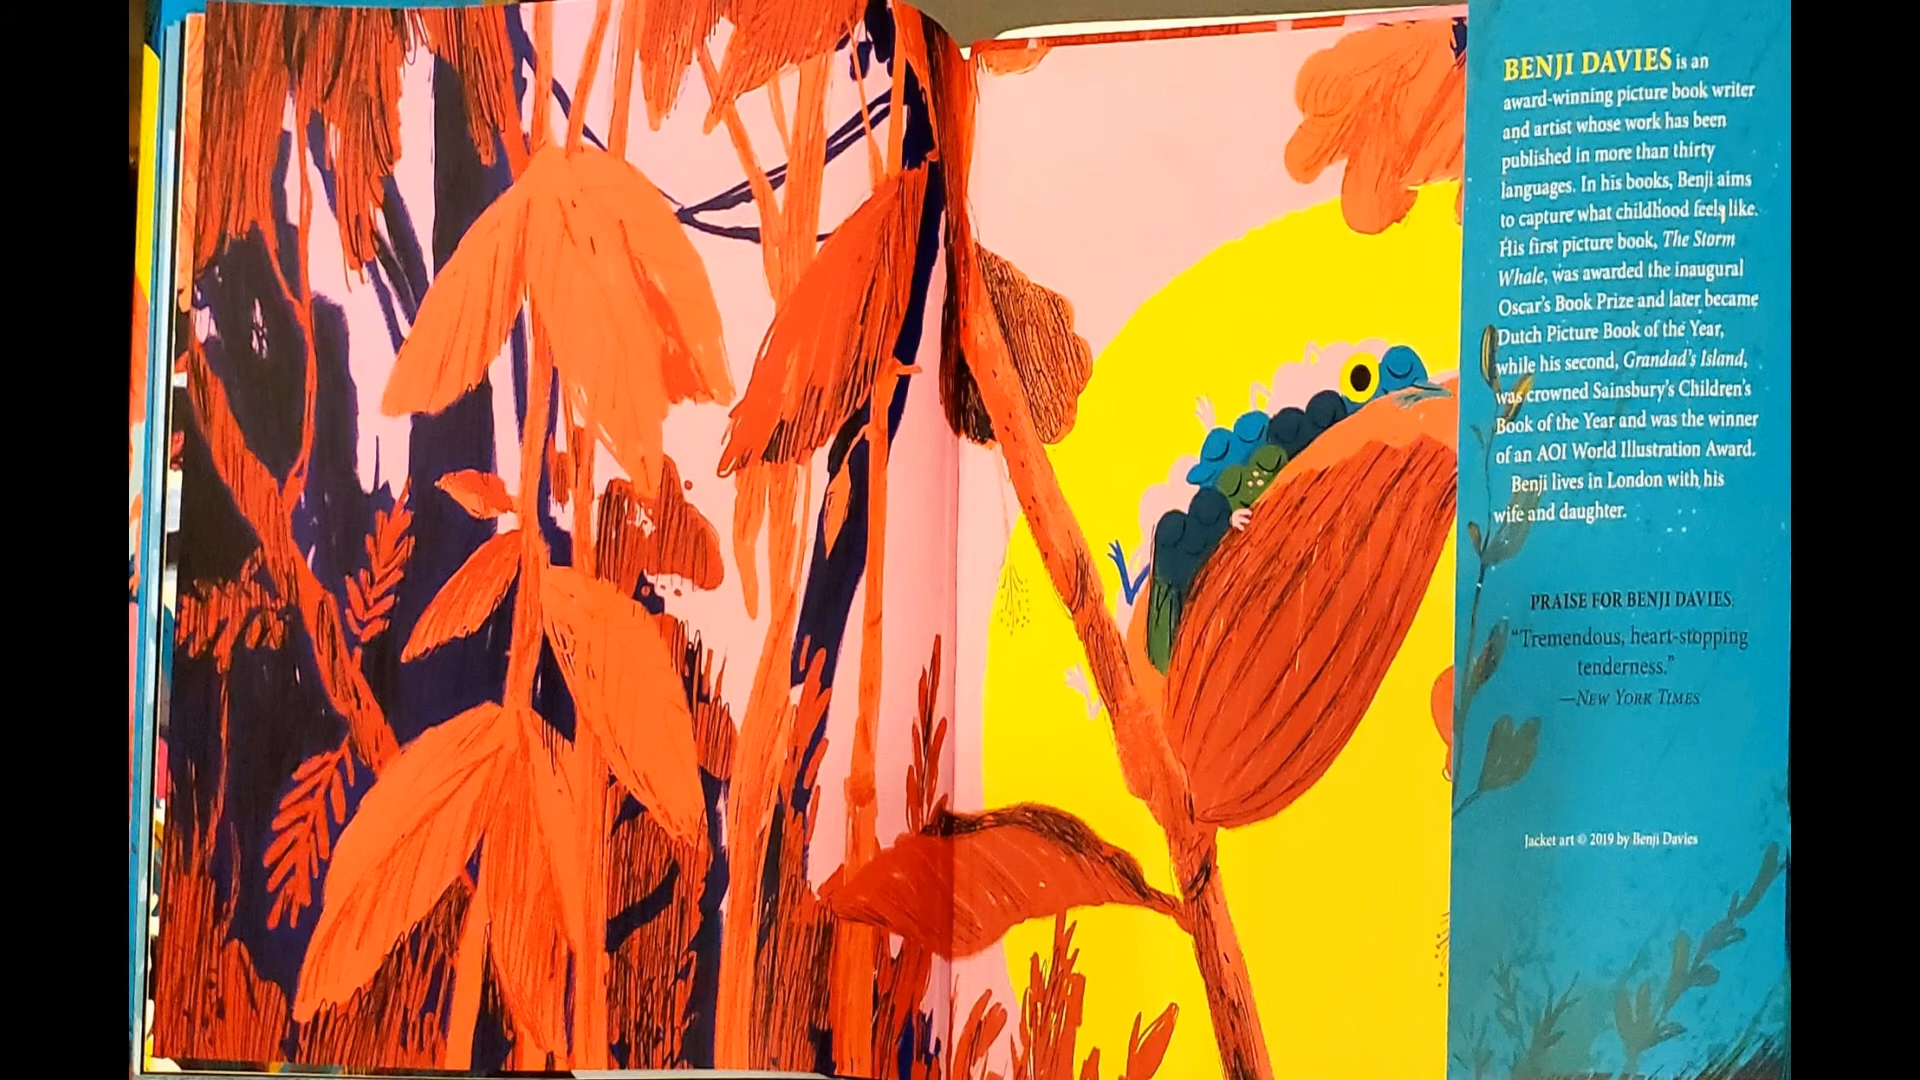 BENJI DAVIES is an
award-winning picture book writer
and artist whose work has been
published in more than thirty
languages. In his books, Benji aims
to capture what childhood feels like.
His first picture book, The Storm
Whale, was awarded the inaugural
Oscar's Book Prize and later became
Dutch Picture Book of the Year,
while his second, Grandad's Island,
was crowned Sainsbury's Children's
Book of the Year and was the winner
of an AOI World Illustration Award.
Benji lives in London with his
wife and daughter.
PRAISE FOR BENJI DAVIES:
"Tremendous, heart-stopping
tenderness."
—NEW YORK TIMES
Jacket art © 2019 by Benji Davies